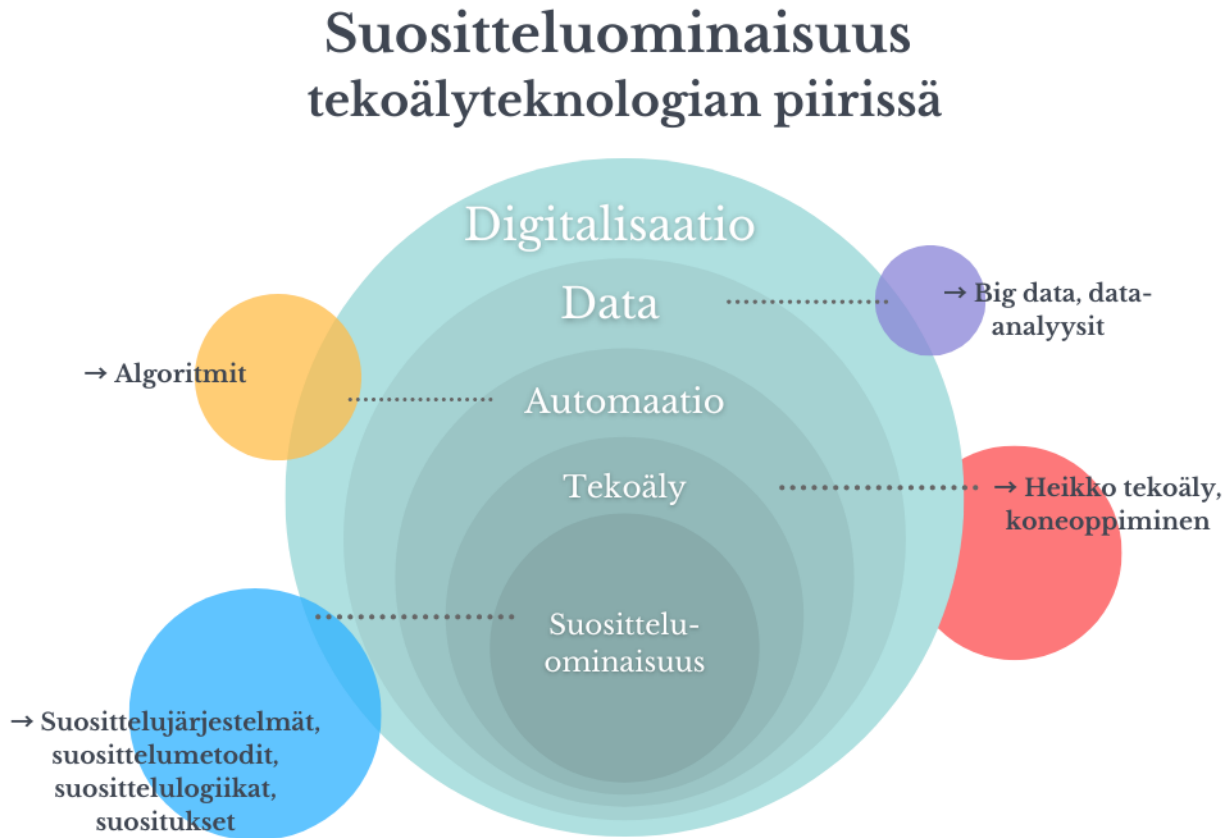 Suositteluominaisuus
tekoälyteknologian piirissä
Digitalisaatio
Data
→ Big data, data-
analyysit
→ Algoritmit
Automaatio
Tekoäly
→ Heikko tekoäly,
koneoppiminen
Suosittelu-
ominaisuus
→ Suosittelujärjestelmät,
suosittelumetodit,
suosittelulogiikat,
suositukset